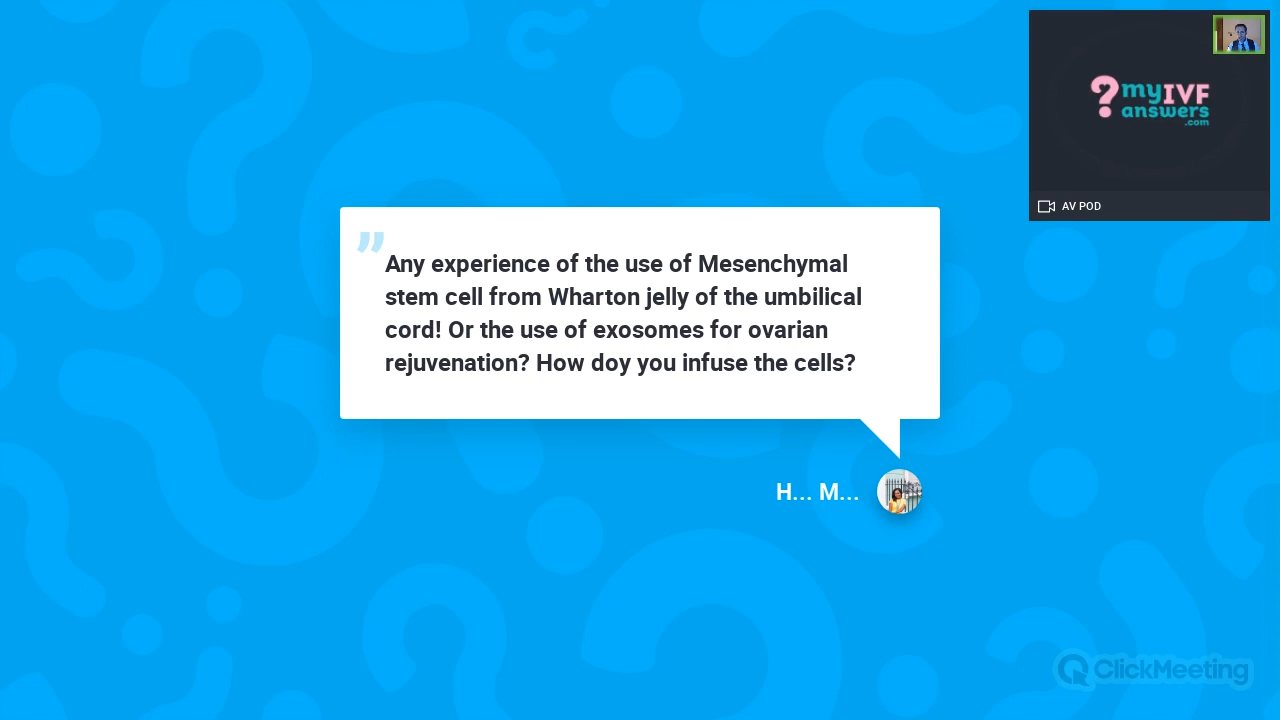 ?myIVF
answers
.com
AV POD
”
Any experience of the use of Mesenchymal
stem cell from Wharton jelly of the umbilical
cord! Or the use of exosomes for ovarian
rejuvenation? How doy you infuse the cells?
H... M...
ClickMeeting